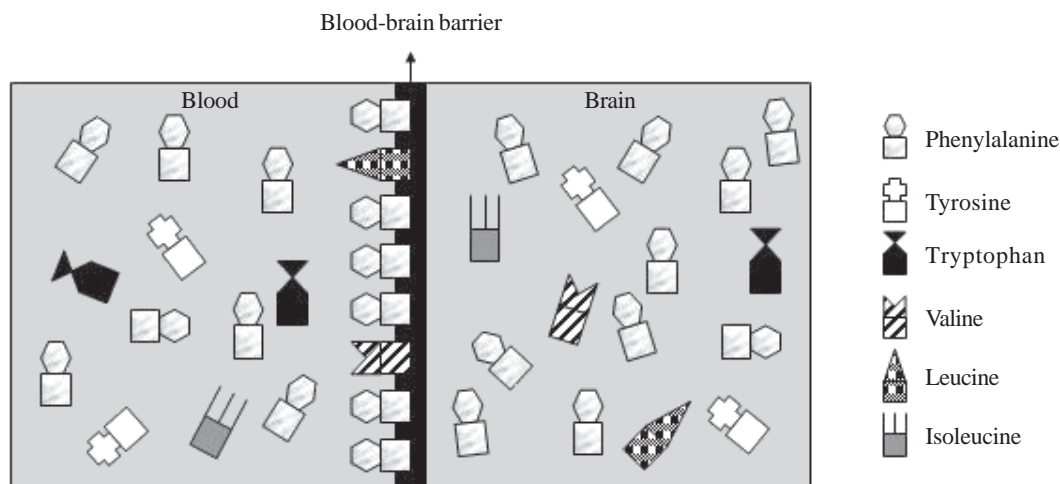 Blood-brain barrier
Blood
Brain
Phenylalanine
Tyrosine
Tryptophan
Valine
Leucine
Isoleucine